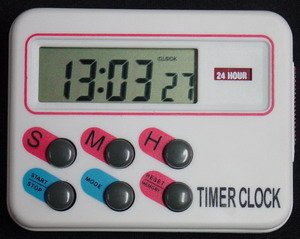 CLOCK
13:03 27
24 HOUR
S M H
START/STOP MODE RESET/MEMORY
TIMER CLOCK